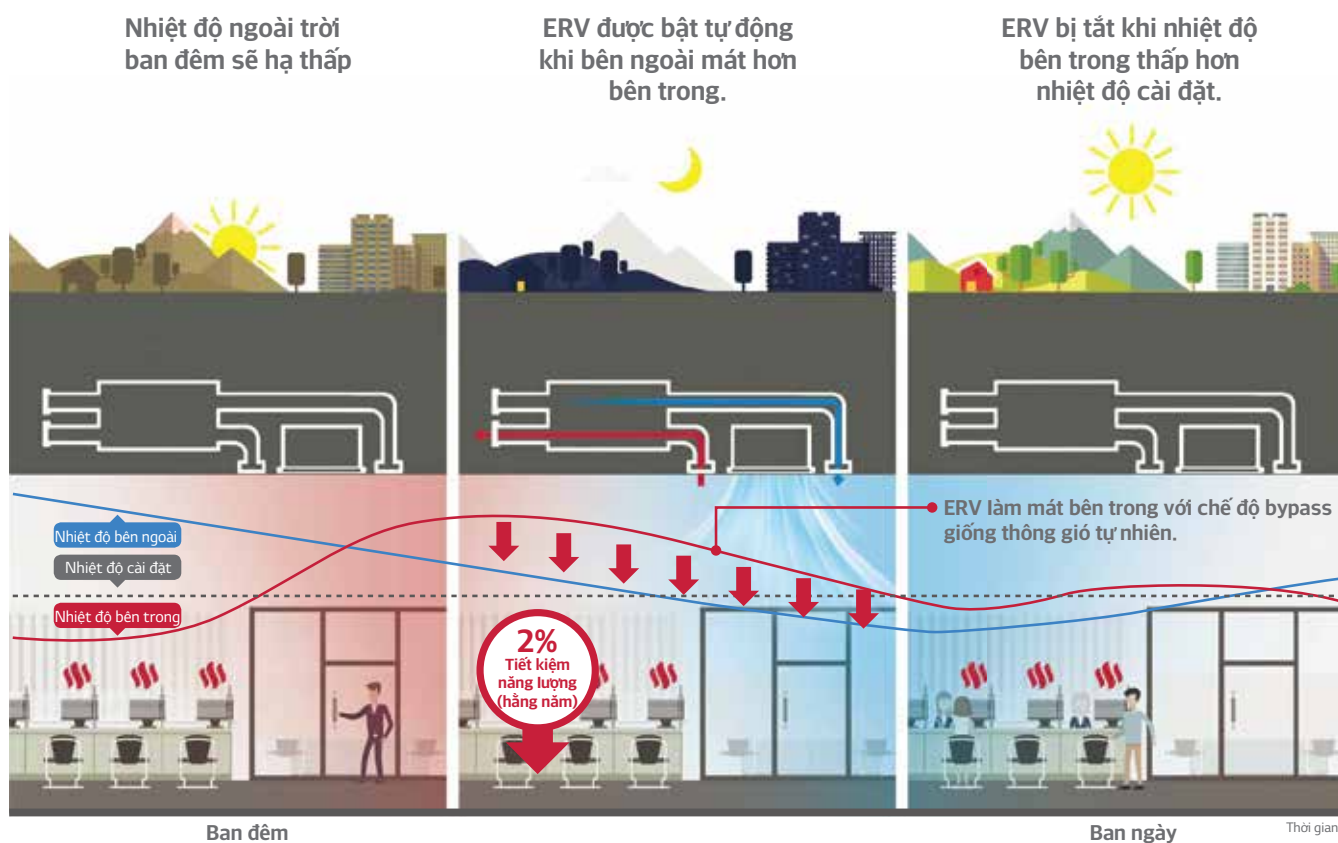 Nhiệt độ ngoài trời
ban đêm sẽ hạ thấp
ERV được bật tự động
khi bên ngoài mát hơn
bên trong.
ERV bị tắt khi nhiệt độ
bên trong thấp hơn
nhiệt độ cài đặt.
Nhiệt độ bên ngoài
Nhiệt độ cài đặt
Nhiệt độ bên trong
ERV làm mát bên trong với chế độ bypass
giống thông gió tự nhiên.
2%
Tiết kiệm
năng lượng
(hằng năm)
Ban đêm
Ban ngày
Thời gian